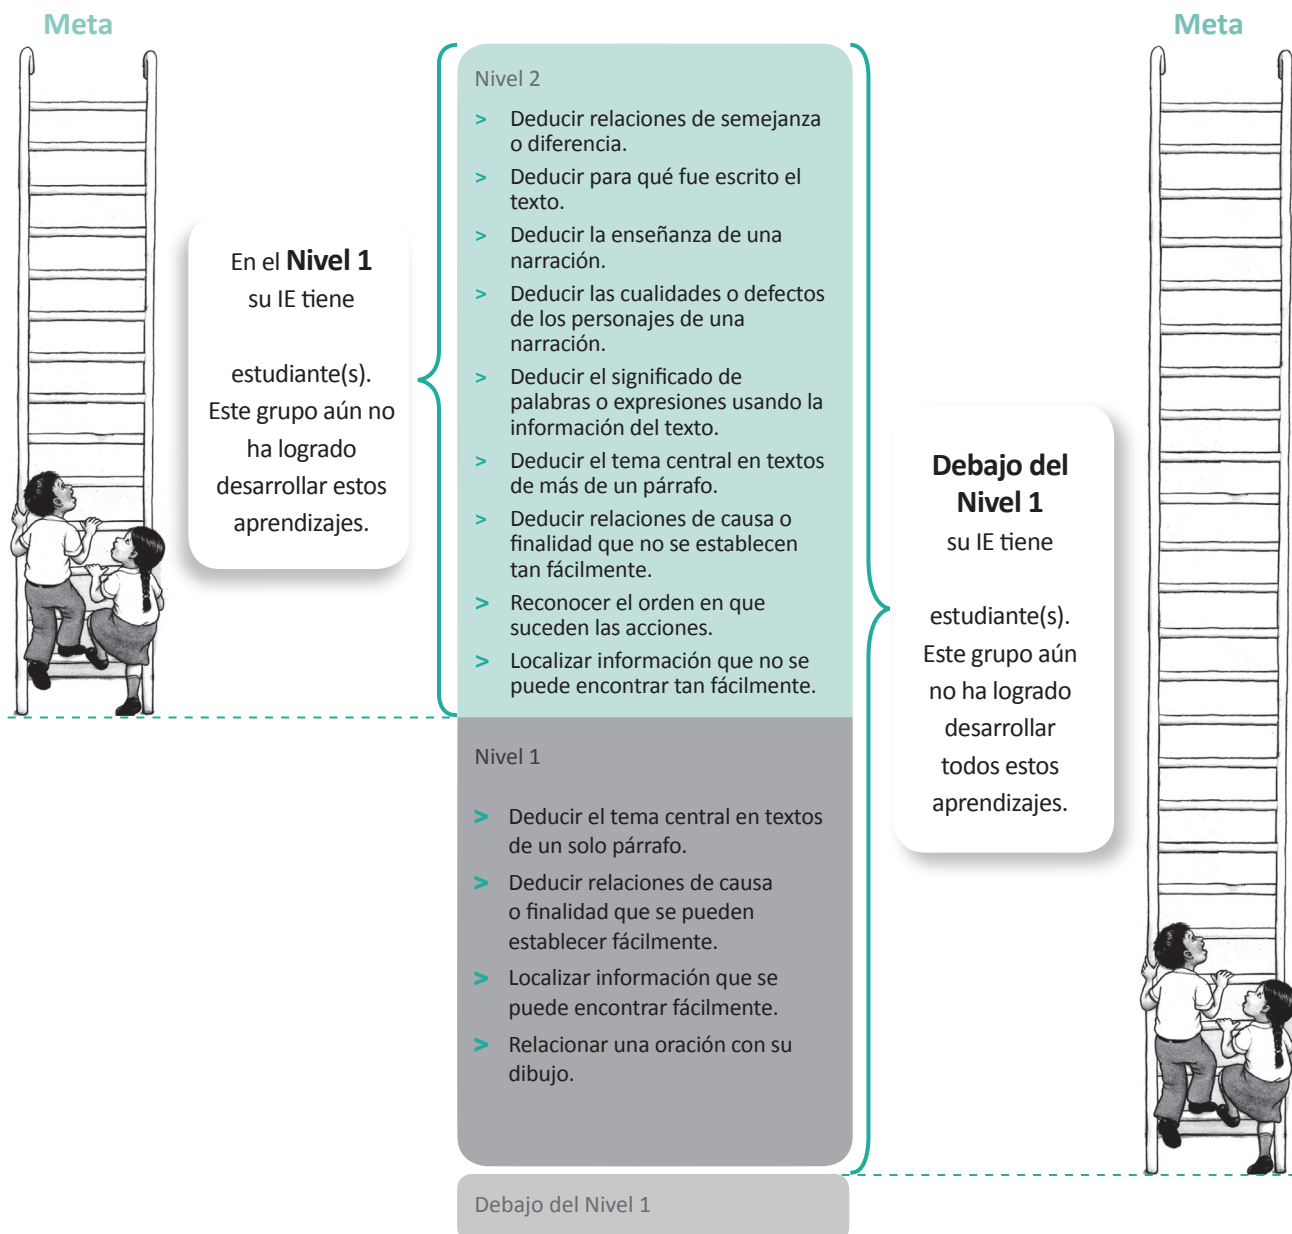 Meta
Meta
En el Nivel 1
su IE tiene
estudiante(s).
Este grupo aún no
ha logrado
desarrollar estos
aprendizajes.
Nivel 2
> Deducir relaciones de semejanza
o diferencia.
> Deducir para qué fue escrito el
texto.
> Deducir la enseñanza de una
narración.
> Deducir las cualidades o defectos
de los personajes de una
narración.
> Deducir el significado de
palabras o expresiones usando la
información del texto.
> Deducir el tema central en textos
de más de un párrafo.
> Deducir relaciones de causa o
finalidad que no se establecen
tan fácilmente.
> Reconocer el orden en que
suceden las acciones.
> Localizar información que no se
puede encontrar tan fácilmente.
Nivel 1
> Deducir el tema central en textos
de un solo párrafo.
> Deducir relaciones de causa
o finalidad que se pueden
establecer fácilmente.
> Localizar información que se
puede encontrar fácilmente.
> Relacionar una oración con su
dibujo.
Debajo del Nivel 1
Debajo del
Nivel 1
su IE tiene
estudiante(s).
Este grupo aún
no ha logrado
desarrollar
todos estos
aprendizajes.